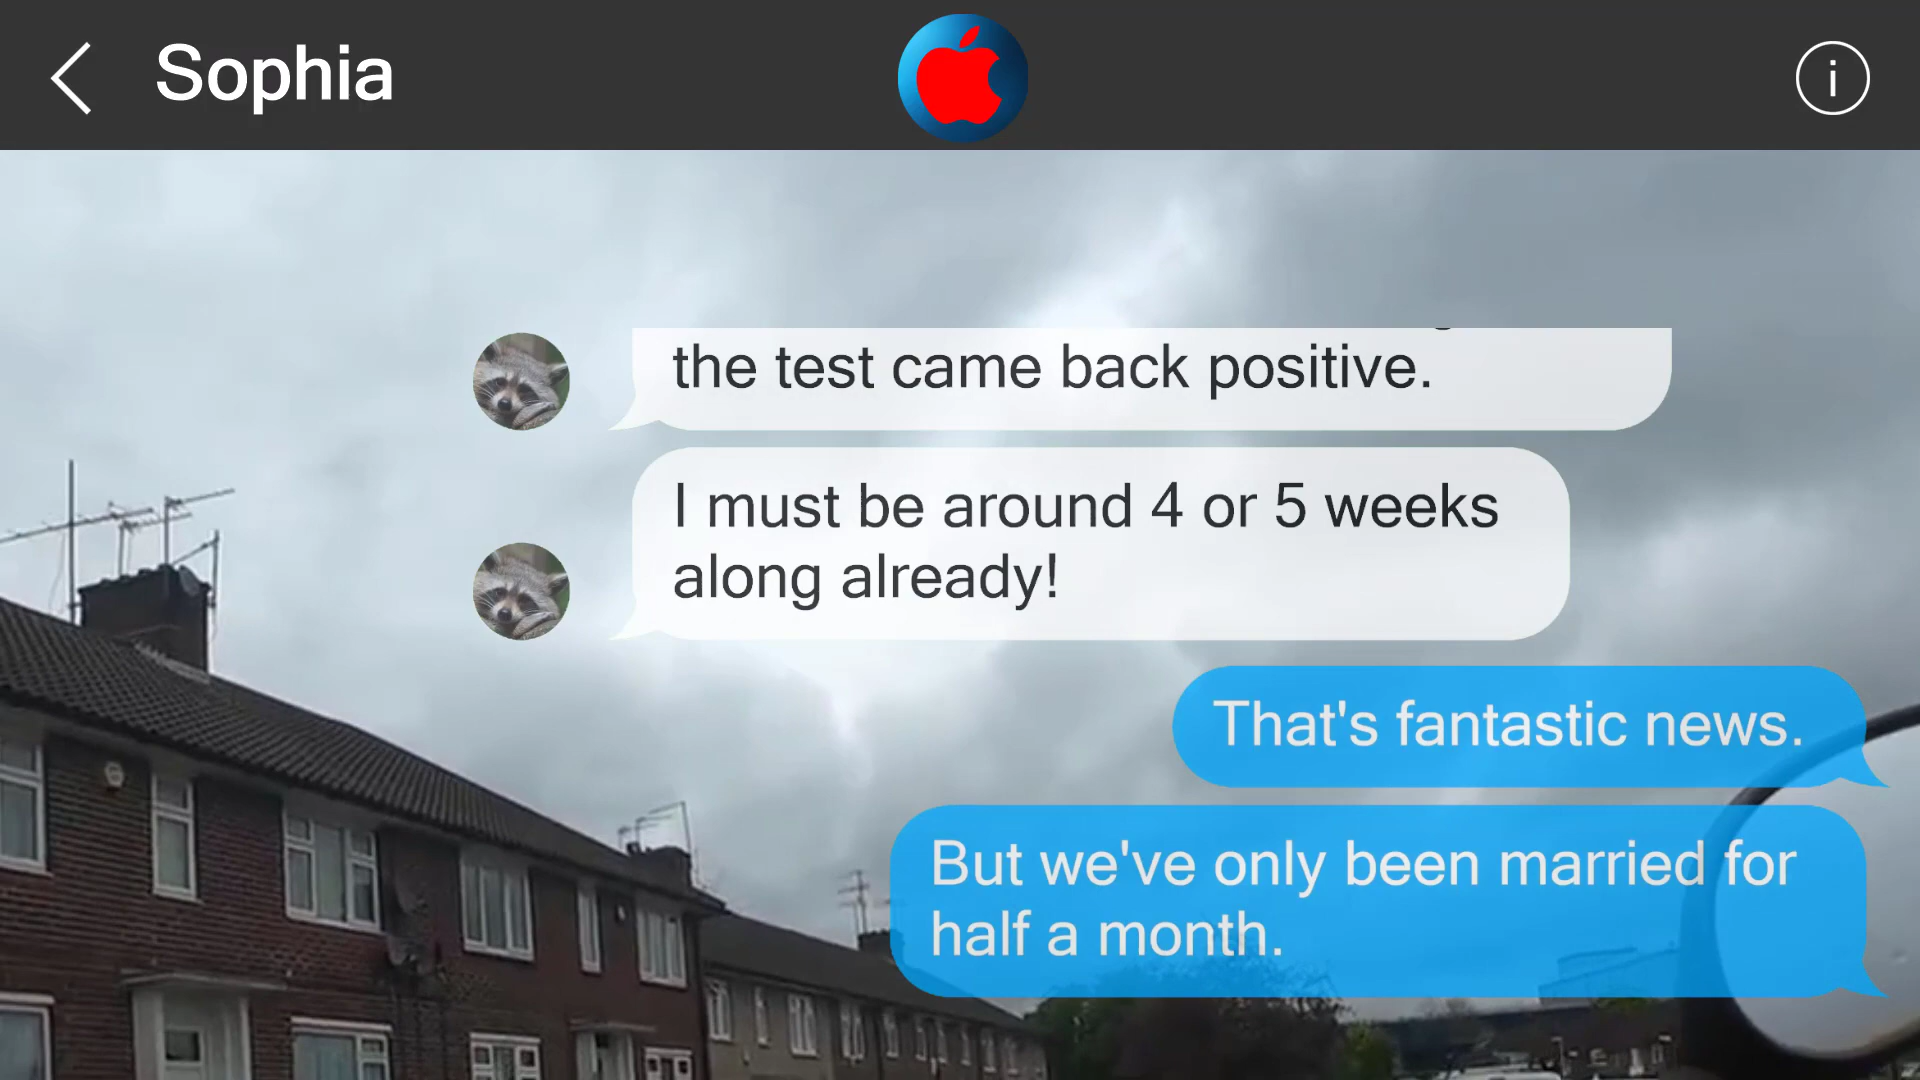 Sophia
i
the test came back positive.
I must be around 4 or 5 weeks
along already!
That's fantastic news.
But we've only been married for
half a month.